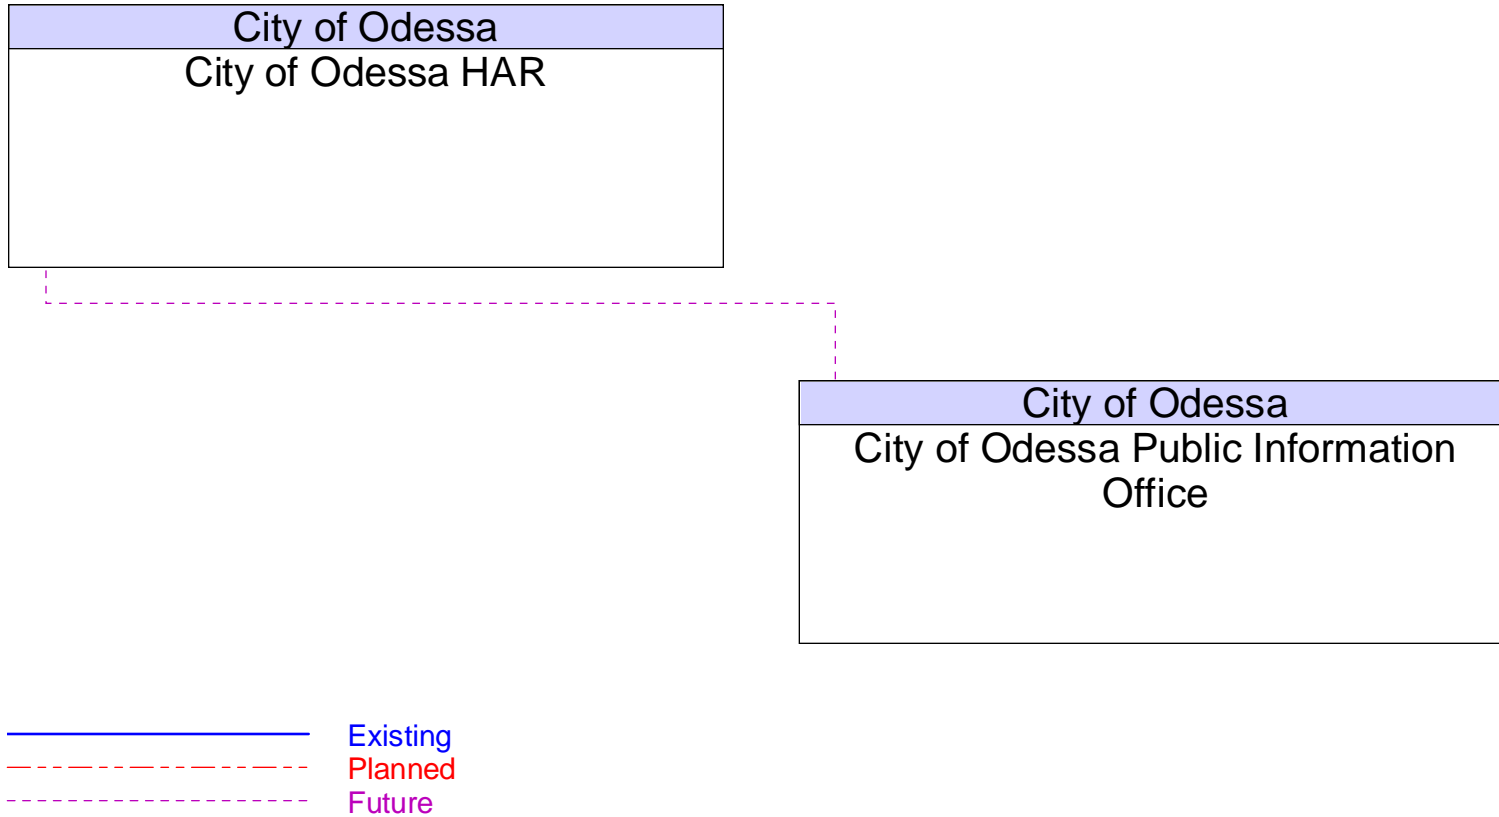 City of Odessa
City of Odessa HAR
City of Odessa
City of Odessa Public Information
Office
Existing
Planned
Future